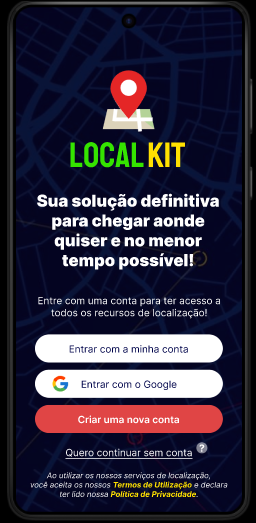 LOCAL KIT
Sua solução definitiva
para chegar aonde
quiser e no menor
tempo possível!
Entre com uma conta para ter acesso a
todos os recursos de localização!
Entrar com a minha conta
Entrar com o Google
Criar uma nova conta
Quero continuar sem conta ?
Ao utilizar os nossos serviços de localização,
você aceita os nossos Termos de Utilização e declara
ter lido nossa Política de Privacidade.